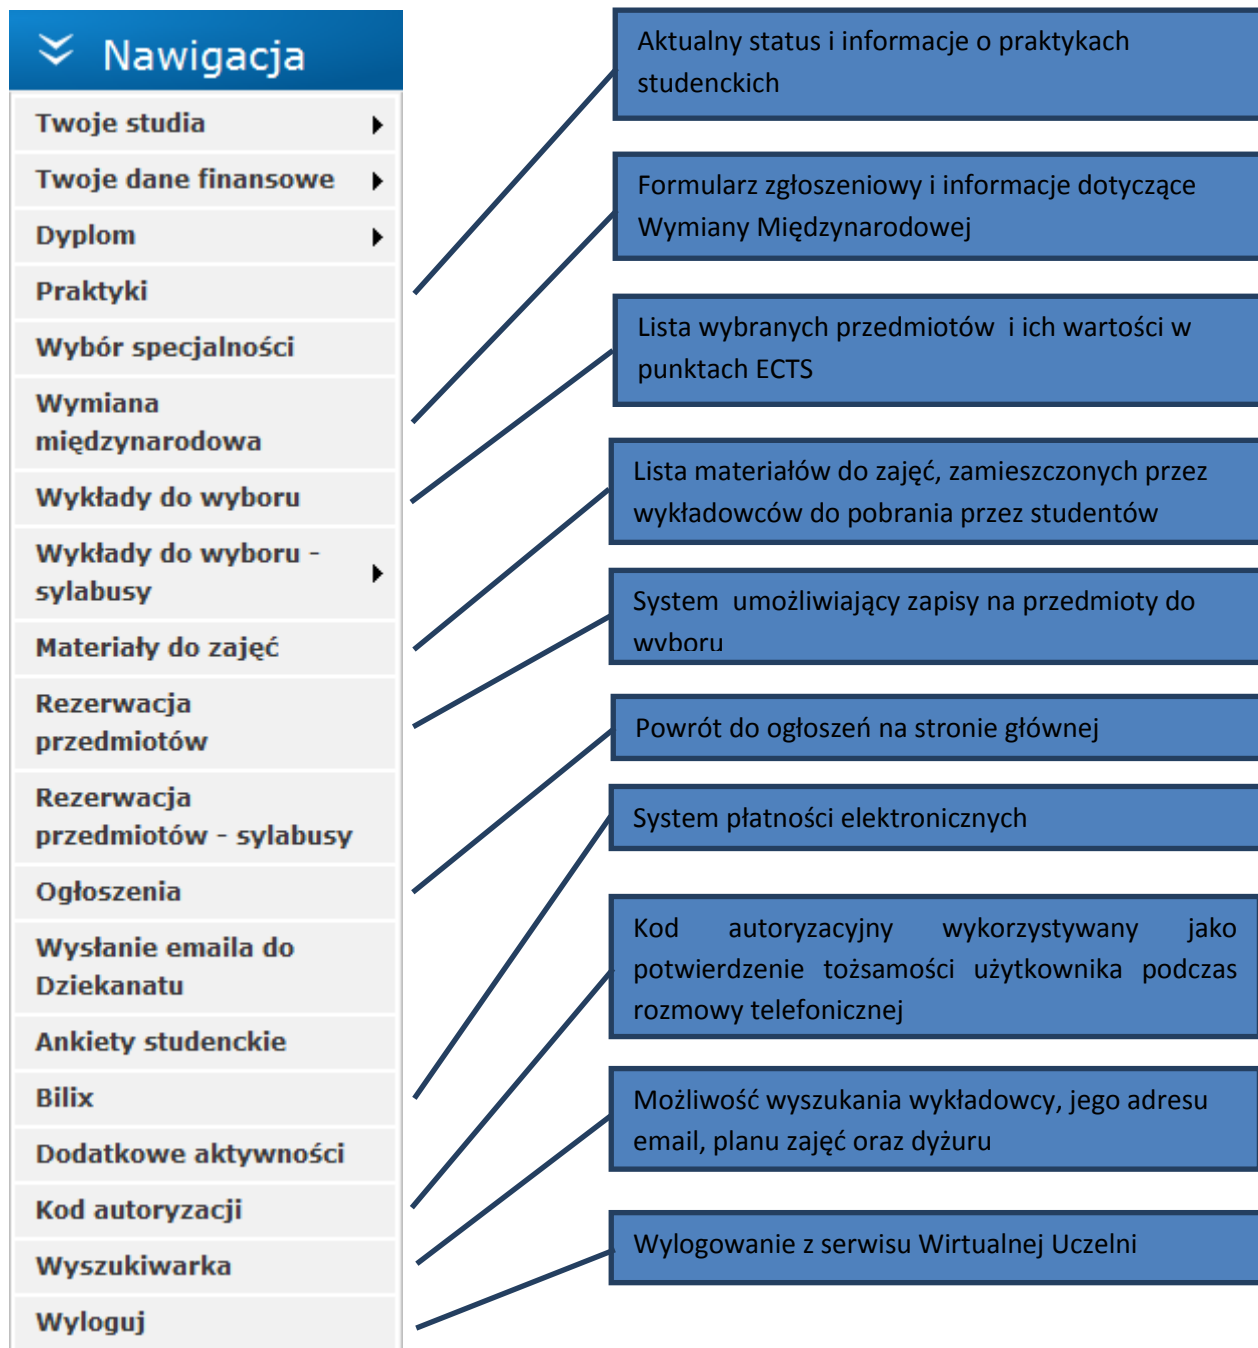 Nawigacja
Twoje studia
Twoje dane finansowe
Dyplom
Praktyki
Wybór specjalności
Wymiana
międzynarodowa
Wykłady do wyboru
Wykłady do wyboru -
sylabusy
Materiały do zajęć
Rezerwacja
przedmiotów
Rezerwacja
przedmiotów - sylabusy
Ogłoszenia
Wysłanie emaila do
Dziekanatu
Ankiety studenckie
Bilix
Dodatkowe aktywności
Kod autoryzacji
Wyszukiwarka
Wyloguj
Aktualny status i informacje o praktykach
studenckich
Formularz zgłoszeniowy i informacje dotyczące
Wymiany Międzynarodowej
Lista wybranych przedmiotów i ich wartości w
punktach ECTS
Lista materiałów do zajęć, zamieszczonych przez
wykładowców do pobrania przez studentów
System umożliwiający zapisy na przedmioty do
wyboru
Powrót do ogłoszeń na stronie głównej
System płatności elektronicznych
Kod autoryzacyjny wykorzystywany jako
potwierdzenie tożsamości użytkownika podczas
rozmowy telefonicznej
Możliwość wyszukania wykładowcy, jego adresu
email, planu zajęć oraz dyżuru
Wylogowanie z serwisu Wirtualnej Uczelni